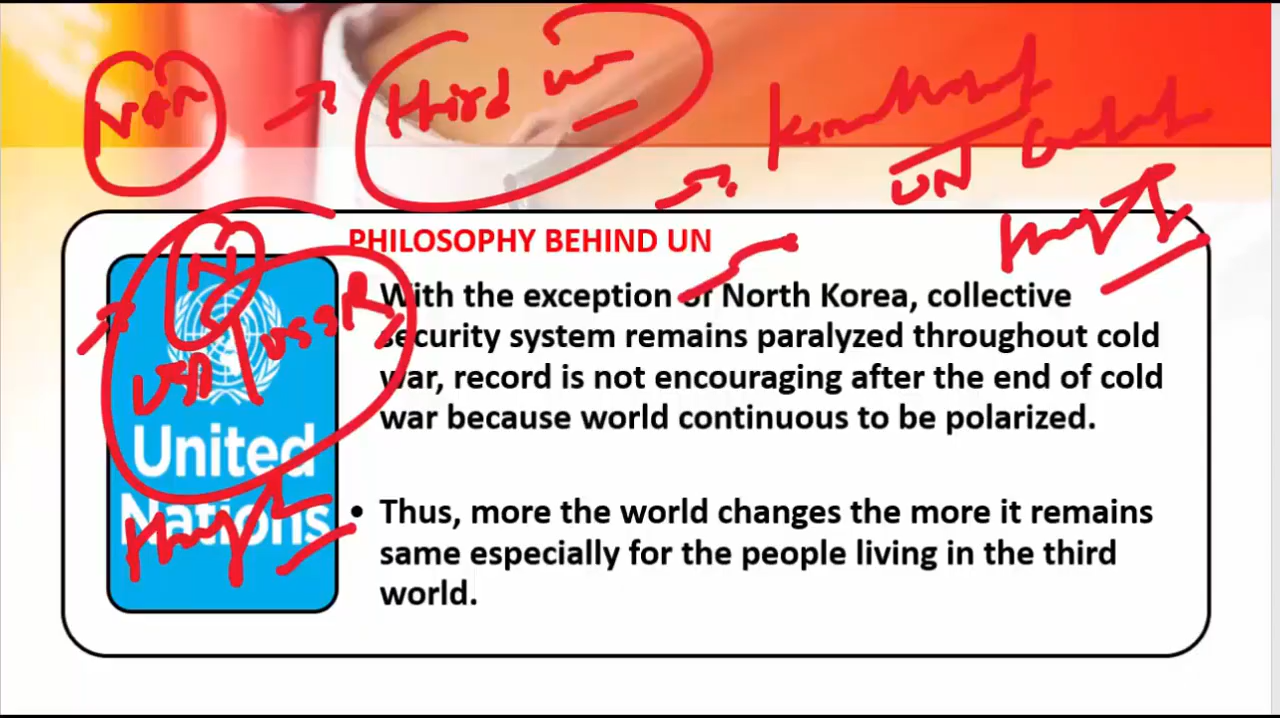 NAM
third
UN
PHILOSOPHY BEHIND UN
With the exception of North Korea, collective
security system remains paralyzed throughout cold
war, record is not encouraging after the end of cold
war because world continuous to be polarized.
N
USSR
United
Nations
• Thus, more the world changes the more it remains
same especially for the people living in the third
world.